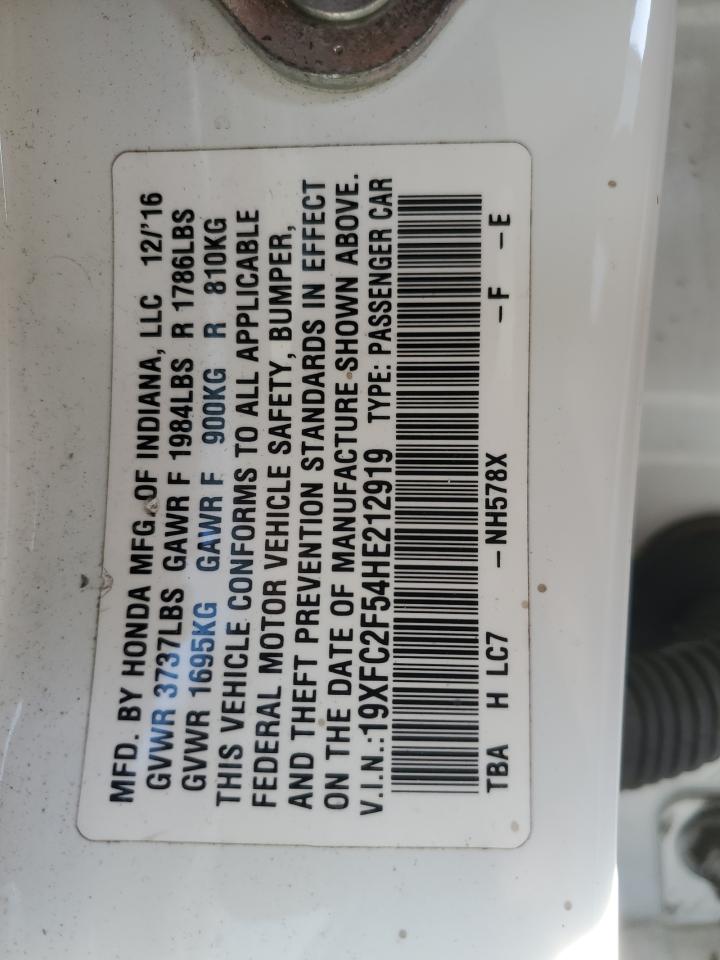 MFD. BY HONDA MFG. OF INDIANA, LLC 12/'16
GVWR 3737LBS GAWR F 1984LBS R 1786LBS
GVWR 1695KG GAWR F 900KG R 810KG
THIS VEHICLE CONFORMS TO ALL APPLICABLE
FEDERAL MOTOR VEHICLE SAFETY, BUMPER,
AND THEFT PREVENTION STANDARDS IN EFFECT
ON THE DATE OF MANUFACTURE SHOWN ABOVE.
V.I.N.:19XFC2F54HE212919 TYPE: PASSENGER CAR
TBA H LC7 -NH578X -F -E